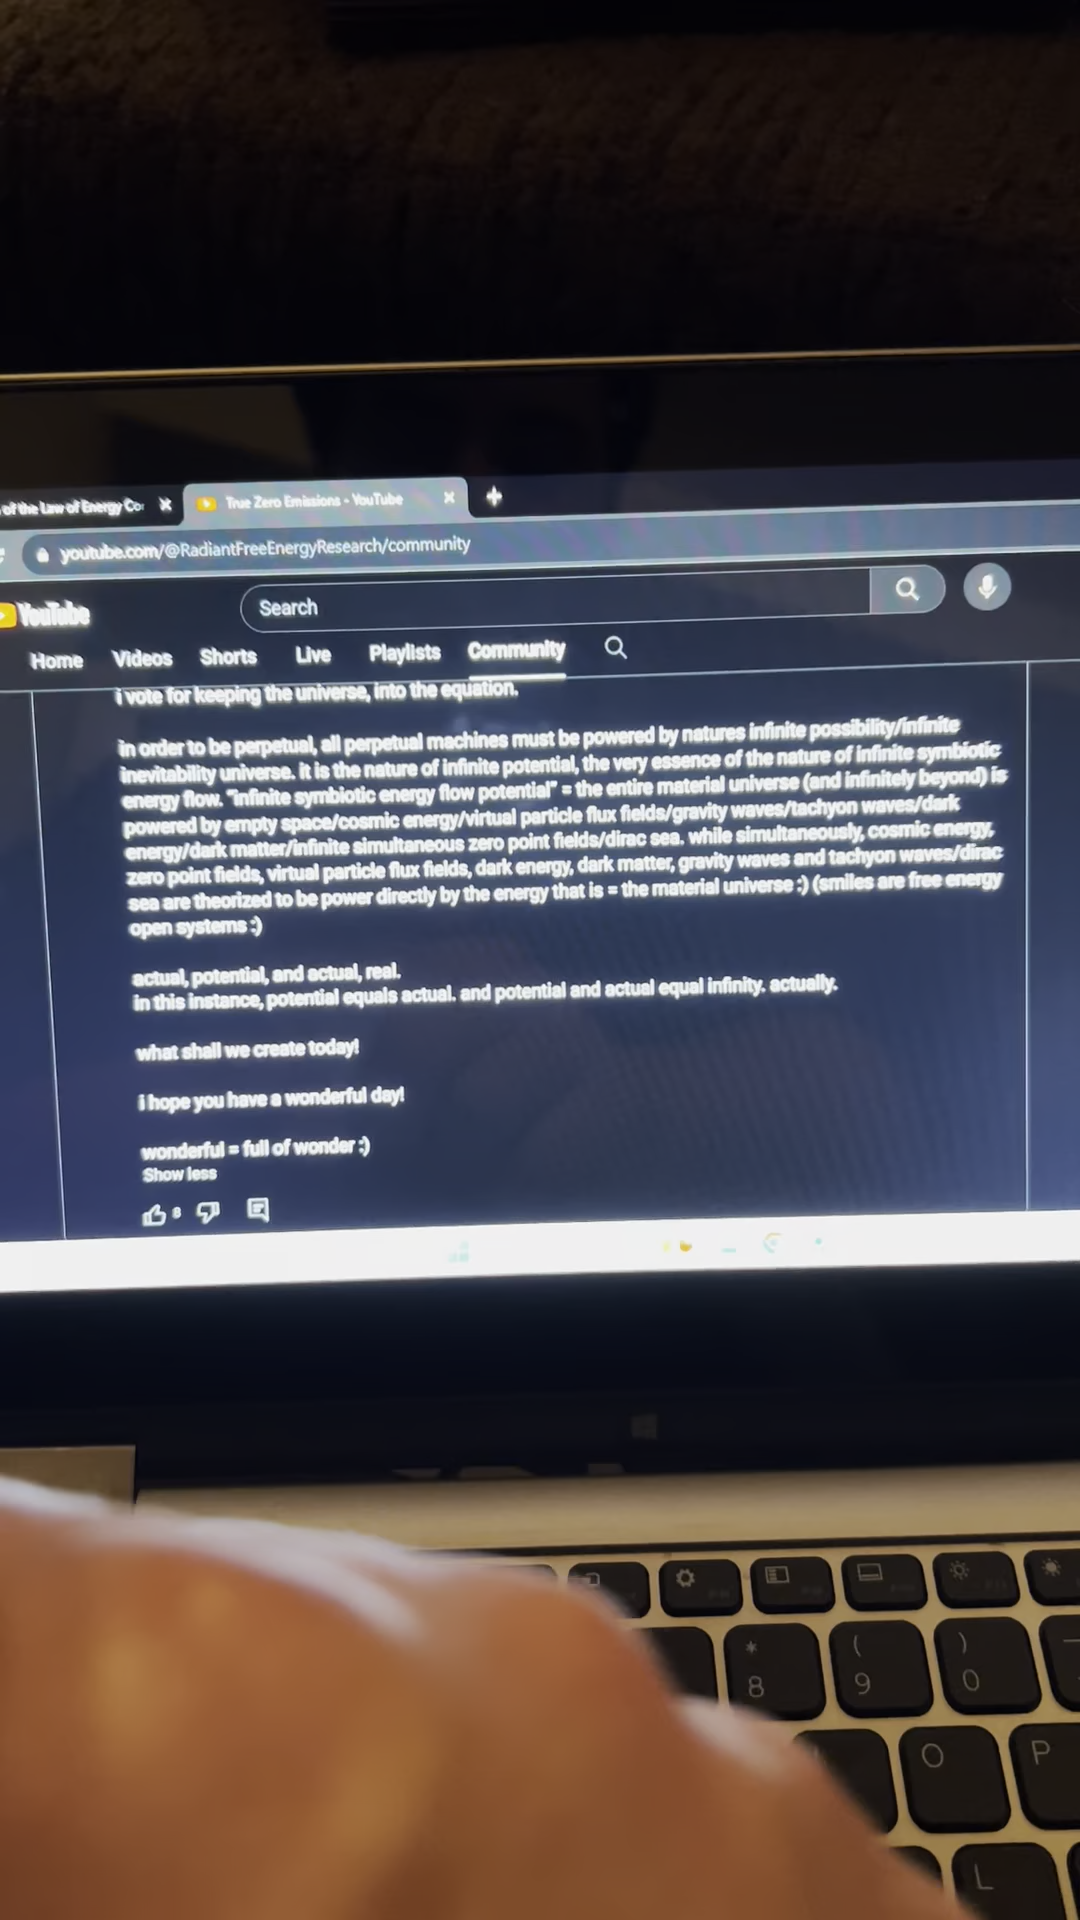 of the Law of Energy Co
True Zero Emissions - YouTube
youtube.com/@RadiantFreeEnergyResearch/community
YouTube
Search
Home Videos Shorts Live Playlists Community
i vote for keeping the universe, into the equation.
in order to be perpetual, all perpetual machines must be powered by natures infinite possibility/infinite
inevitability universe. it is the nature of infinite potential, the very essence of the nature of infinite symbiotic
energy flow. "infinite symbiotic energy flow potential" = the entire material universe (and infinitely beyond) is
powered by empty space/cosmic energy/virtual particle flux fields/gravity waves/tachyon waves/dark
energy/dark matter/infinite simultaneous zero point fields/dirac sea. while simultaneously, cosmic energy,
zero point fields, virtual particle flux fields, dark energy, dark matter, gravity waves and tachyon waves/dirac
sea are theorized to be power directly by the energy that is = the material universe :) (smiles are free energy
open systems :)
actual, potential, and actual, real.
in this instance, potential equals actual. and potential and actual equal infinity. actually.
what shall we create today!
i hope you have a wonderful day!
wonderful = full of wonder :)
Show less
8
* ( )
8 9 0
O P
L